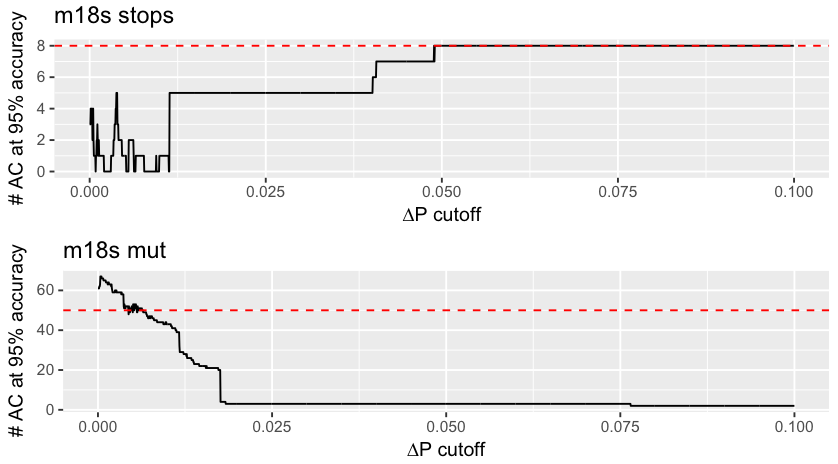 m18s stops
# AC at 95% accuracy
8
6
4
2
0
0.000 0.025 0.050 0.075 0.100
ΔP cutoff
m18s mut
# AC at 95% accuracy
60
40
20
0
0.000 0.025 0.050 0.075 0.100
ΔP cutoff